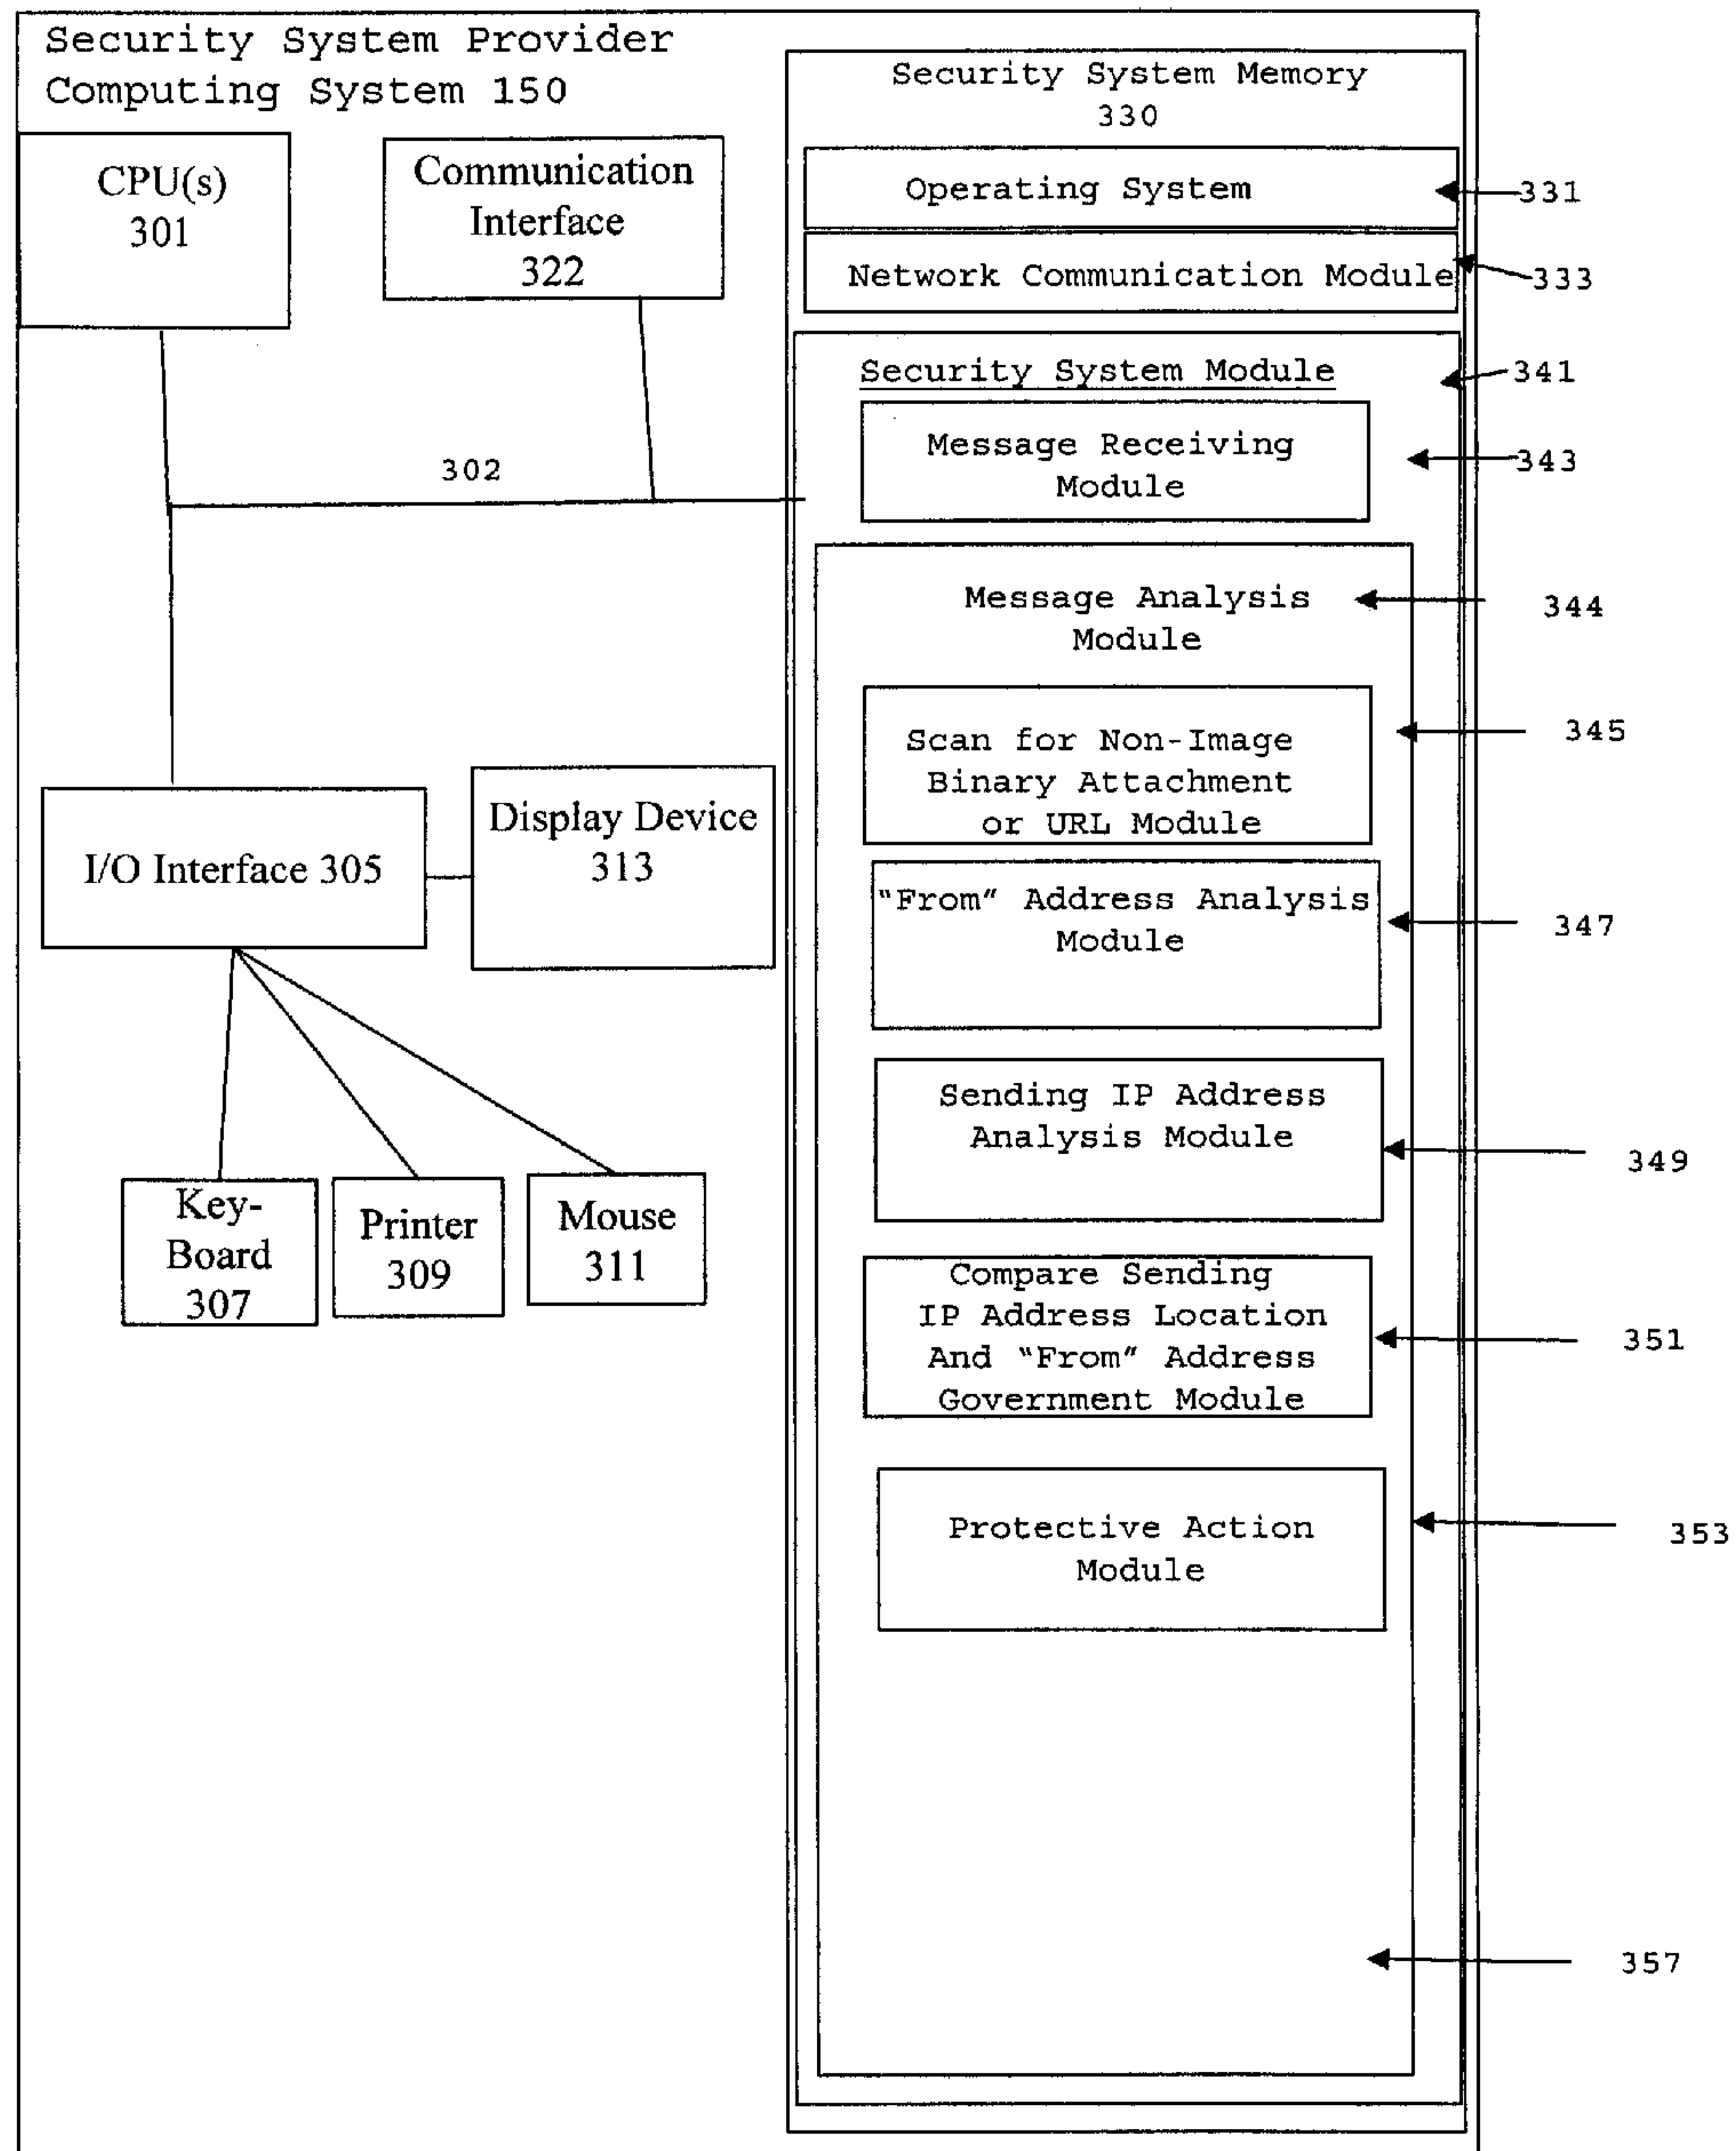 Security System Provider
Computing System 150
CPU(s)
301
Communication
Interface
322
302
I/O Interface 305
Display Device
313
Key-
Board
307
Printer
309
Mouse
311
Security System Memory
330
Operating System
331
Network Communication Module
333
Security System Module
341
Message Receiving
Module
343
Message Analysis
Module
344
Scan for Non-Image
Binary Attachment
or URL Module
345
"From" Address Analysis
Module
347
Sending IP Address
Analysis Module
349
Compare Sending
IP Address Location
And "From" Address
Government Module
351
Protective Action
Module
353
357